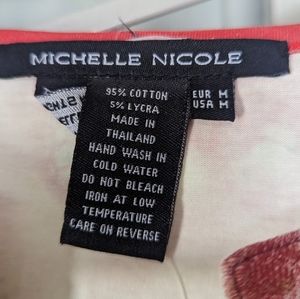 MICHELLE NICOLE
95% COTTON
5% LYCRA
MADE IN
THAILAND
HAND WASH IN
COLD WATER
DO NOT BLEACH
IRON AT LOW
TEMPERATURE
CARE ON REVERSE
EUR M
USA M